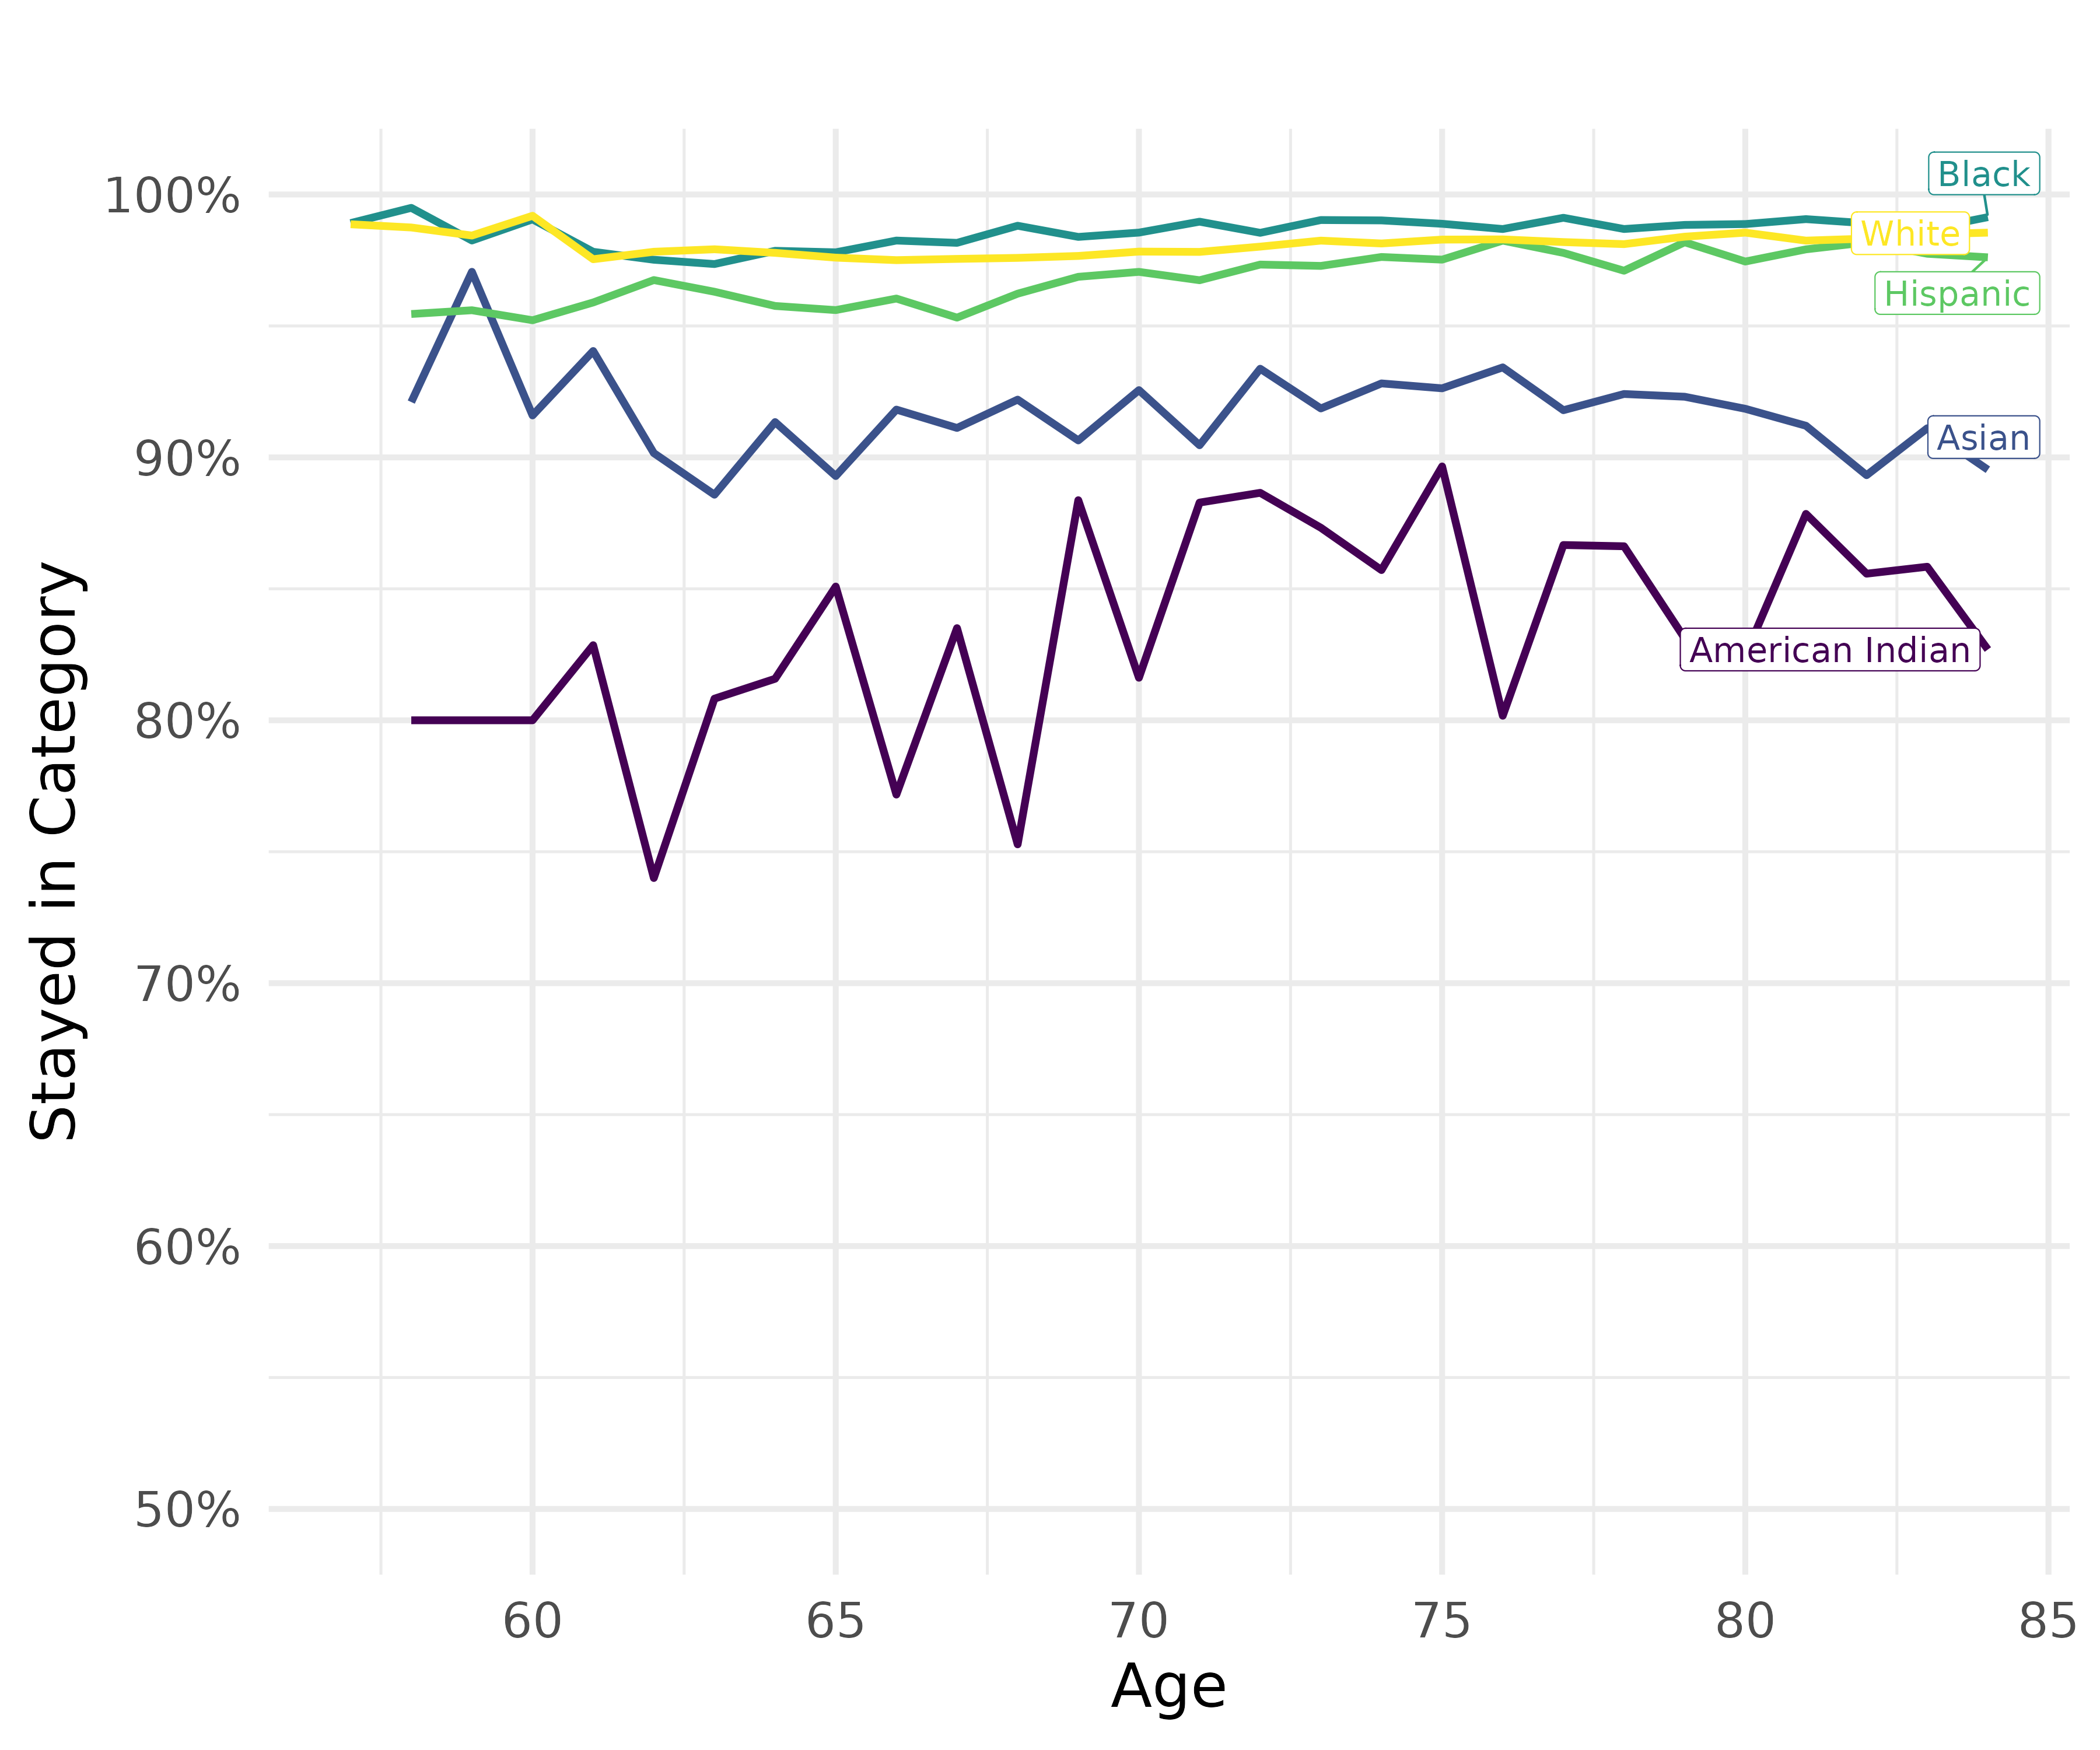 100%
90%
80%
70%
60%
50%
Stayed in Category
Black
White
Hispanic
Asian
American Indian
60 65 70 75 80 85
Age